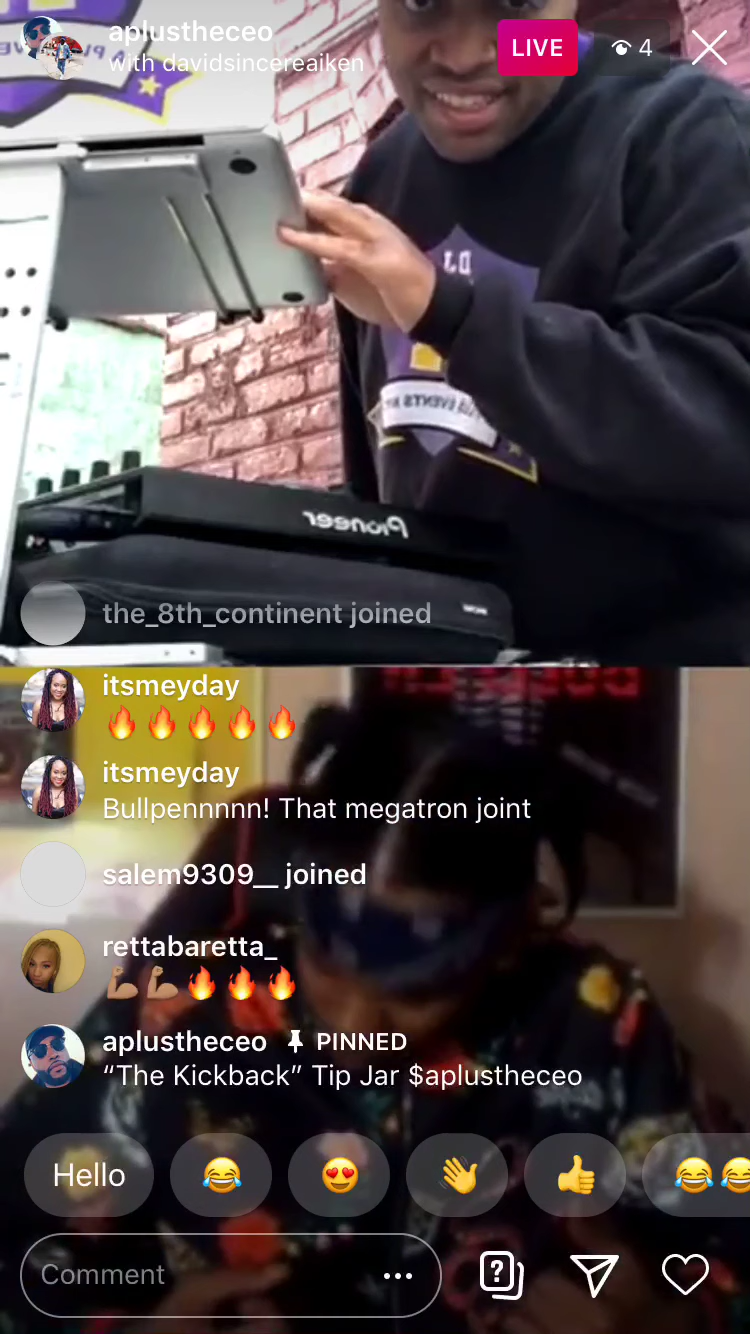 aplustheceo
with davidsincereaiken
LIVE
4
Pioneer
the_8th_continent joined
itsmeyday
🔥🔥🔥🔥🔥
itsmeyday
Bullpennnnn! That megatron joint
salem9309__ joined
rettabaretta_
💪🏼💪🏼🔥🔥🔥
aplustheceo 📌 PINNED
“The Kickback” Tip Jar $aplustheceo
Hello 😂 😍 👋 👍 😂😂
Comment